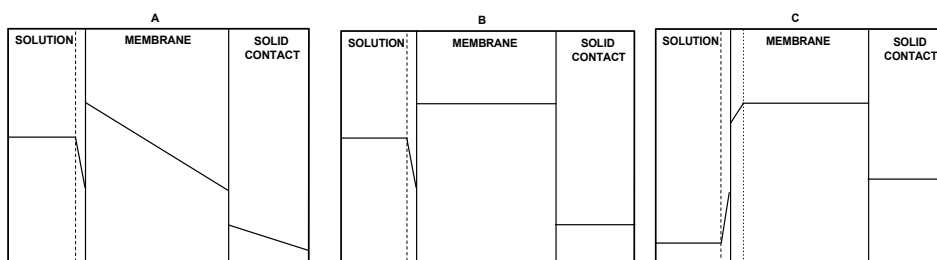 A
SOLUTION MEMBRANE SOLID
CONTACT
B
SOLUTION MEMBRANE SOLID
CONTACT
C
SOLUTION MEMBRANE SOLID
CONTACT